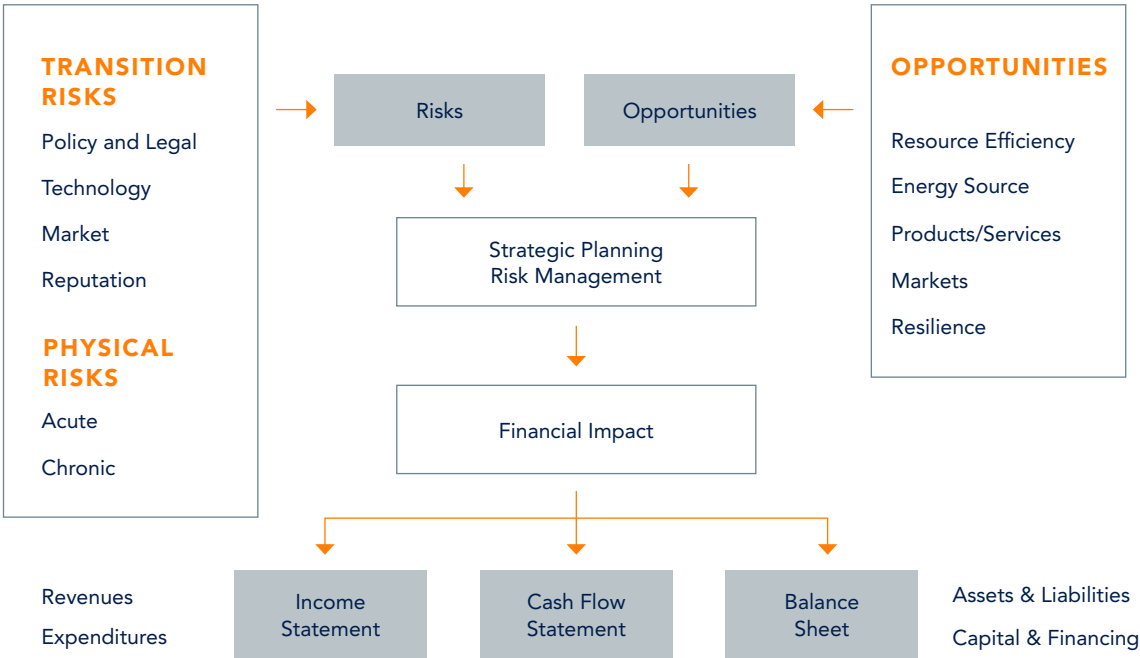 TRANSITION
RISKS
Policy and Legal
Technology
Market
Reputation
PHYSICAL
RISKS
Acute
Chronic
Risks
Opportunities
Strategic Planning
Risk Management
Financial Impact
OPPORTUNITIES
Resource Efficiency
Energy Source
Products/Services
Markets
Resilience
Revenues
Expenditures
Income
Statement
Cash Flow
Statement
Balance
Sheet
Assets & Liabilities
Capital & Financing